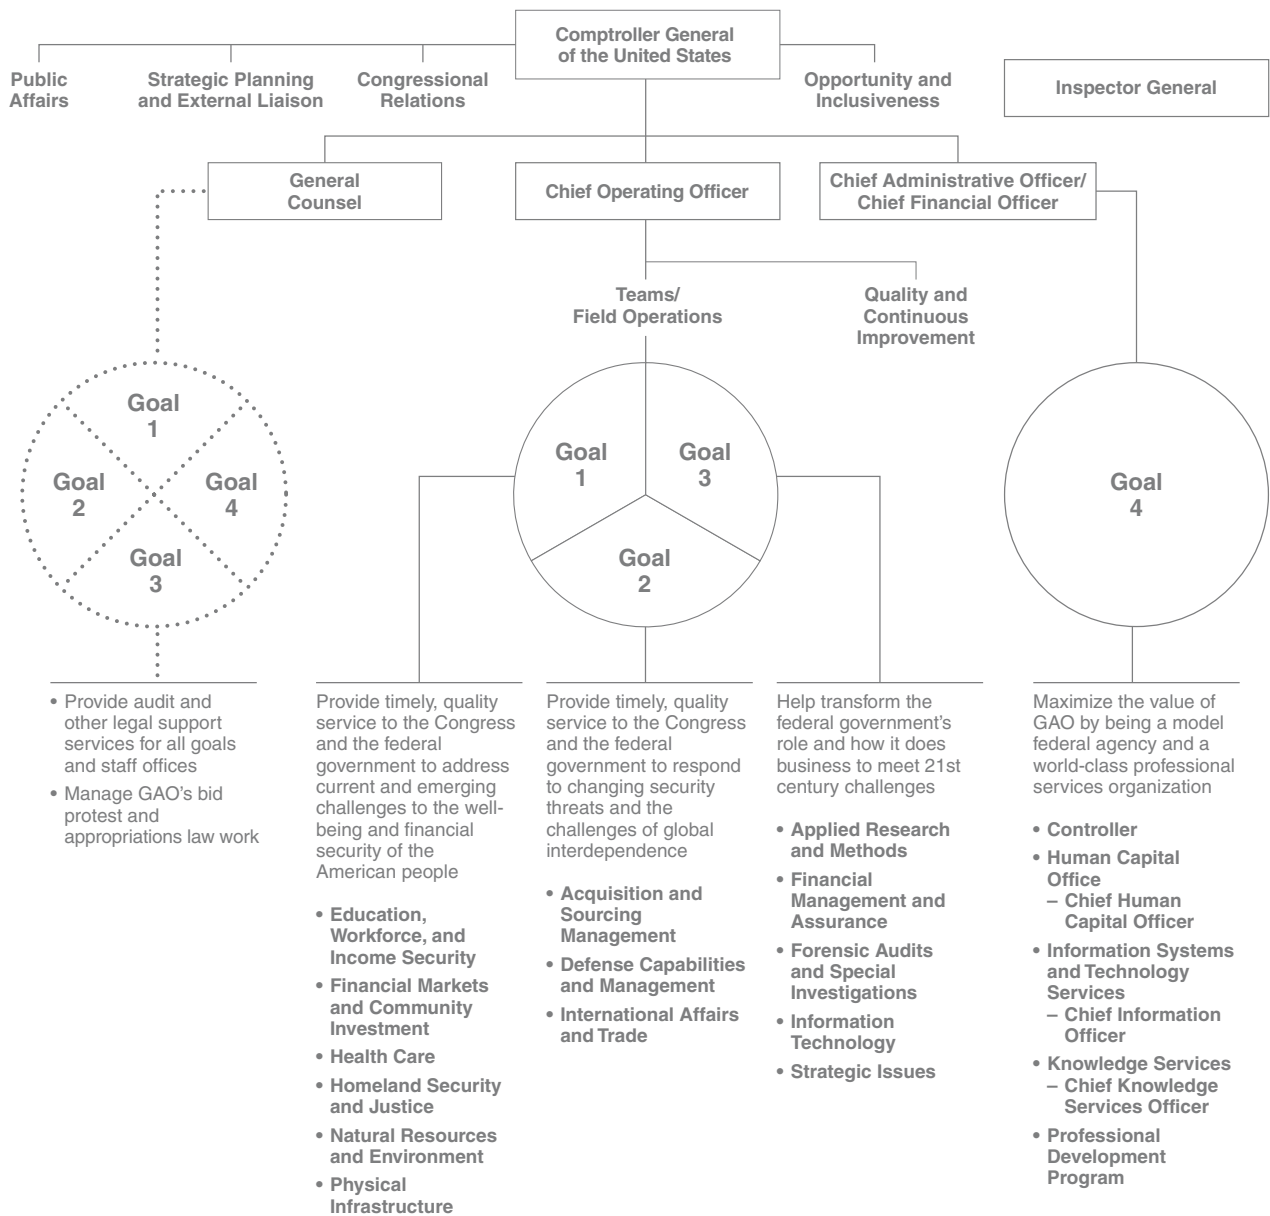 Comptroller General
of the United States
Public
Affairs
Strategic Planning
and External Liaison
Congressional
Relations
Opportunity and
Inclusiveness
Inspector General
General
Counsel
Chief Operating Officer
Chief Administrative Officer/
Chief Financial Officer
Teams/
Field Operations
Quality and
Continuous
Improvement
Goal
1
Goal
2
Goal
4
Goal
3
Goal
1
Goal
3
Goal
2
Goal
4
• Provide audit and
other legal support
services for all goals
and staff offices
• Manage GAO’s bid
protest and
appropriations law work
Provide timely, quality
service to the Congress
and the federal
government to address
current and emerging
challenges to the well-
being and financial
security of the
American people
• Education,
Workforce, and
Income Security
• Financial Markets
and Community
Investment
• Health Care
• Homeland Security
and Justice
• Natural Resources
and Environment
• Physical
Infrastructure
Provide timely, quality
service to the Congress
and the federal
government to respond
to changing security
threats and the
challenges of global
interdependence
• Acquisition and
Sourcing
Management
• Defense Capabilities
and Management
• International Affairs
and Trade
Help transform the
federal government’s
role and how it does
business to meet 21st
century challenges
• Applied Research
and Methods
• Financial
Management and
Assurance
• Forensic Audits
and Special
Investigations
• Information
Technology
• Strategic Issues
Maximize the value of
GAO by being a model
federal agency and a
world-class professional
services organization
• Controller
• Human Capital
Office
– Chief Human
Capital Officer
• Information Systems
and Technology
Services
– Chief Information
Officer
• Knowledge Services
– Chief Knowledge
Services Officer
• Professional
Development
Program